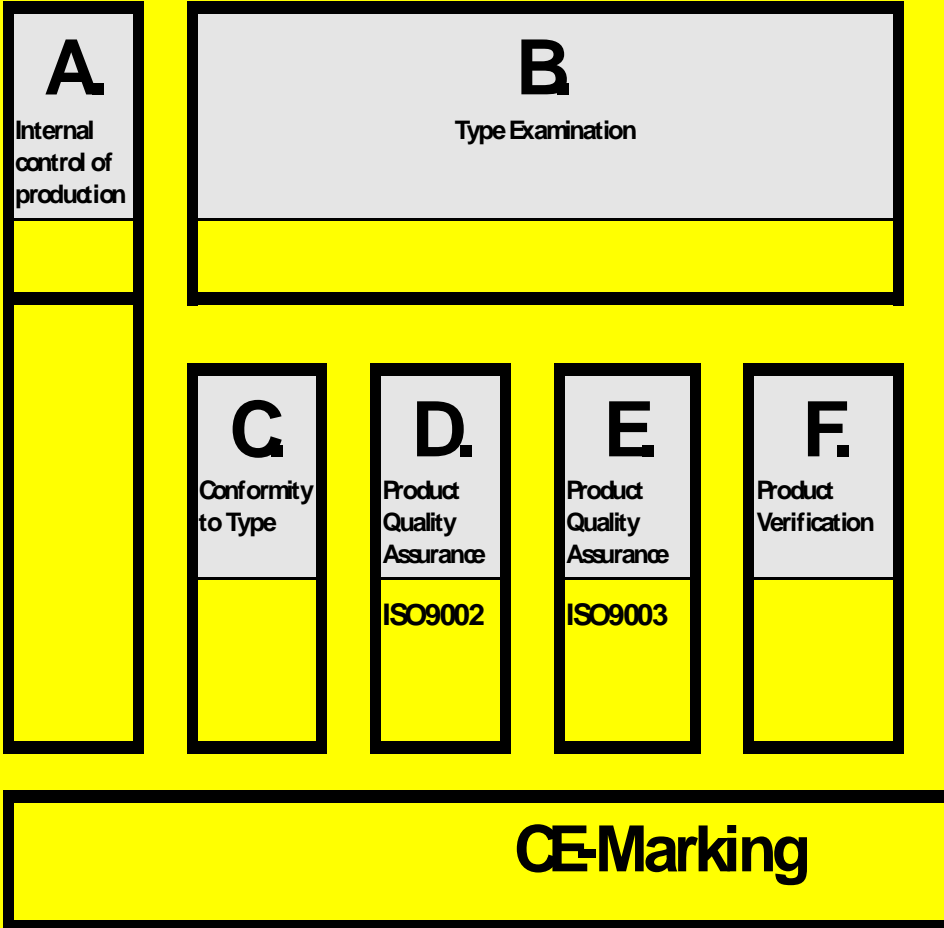 A.
Internal
control of
production
B.
Type Examination
C.
Conformity
to Type
D.
Product
Quality
Assurance
ISO9002
E.
Product
Quality
Assurance
ISO9003
F.
Product
Verification
CE-Marking